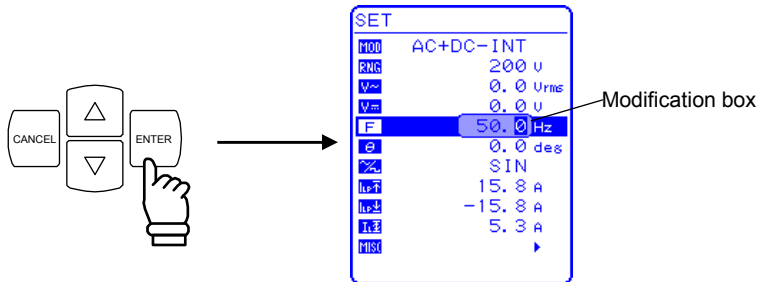 CANCEL
ENTER
SET
MOD AC+DC-INT
RNG 200 V
V~ 0.0 Vrms
V⎓ 0.0 V
F 50.0 Hz
θ 0.0 deg
SIN
15.8 A
-15.8 A
5.3 A
MISC
Modification box